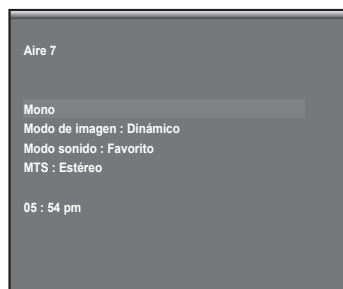 Aire 7
Mono
Modo de imagen : Dinámico
Modo sonido : Favorito
MTS : Estéreo
05 : 54 pm